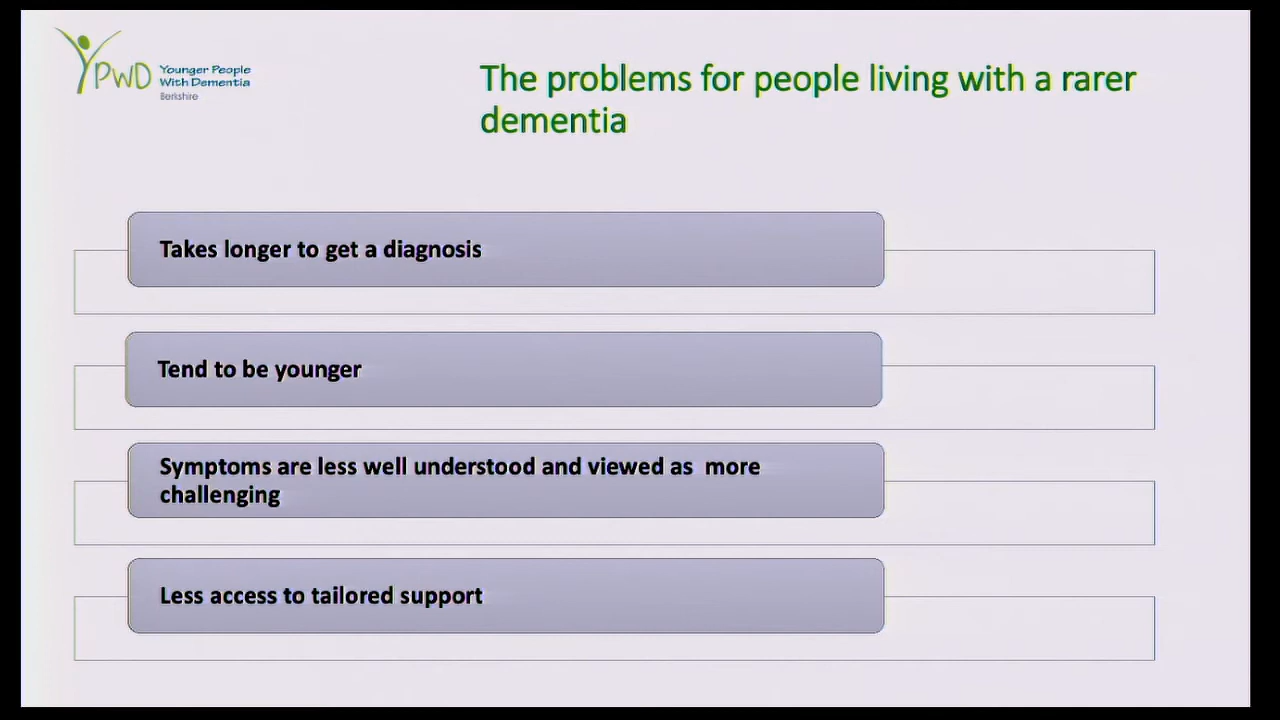 YPWD
Younger People
With Dementia
Berkshire
The problems for people living with a rarer
dementia
Takes longer to get a diagnosis
Tend to be younger
Symptoms are less well understood and viewed as  more
challenging
Less access to tailored support